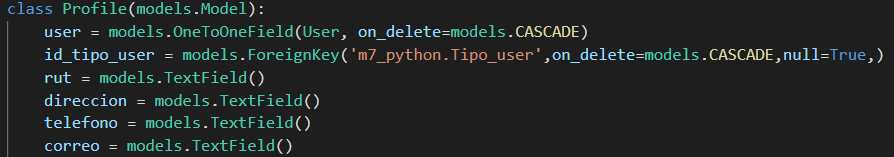 class Profile(models.Model):
    user = models.OneToOneField(User, on_delete=models.CASCADE)
    id_tipo_user = models.ForeignKey('m7_python.Tipo_user',on_delete=models.CASCADE,null=True,)
    rut = models.TextField()
    direccion = models.TextField()
    telefono = models.TextField()
    correo = models.TextField()